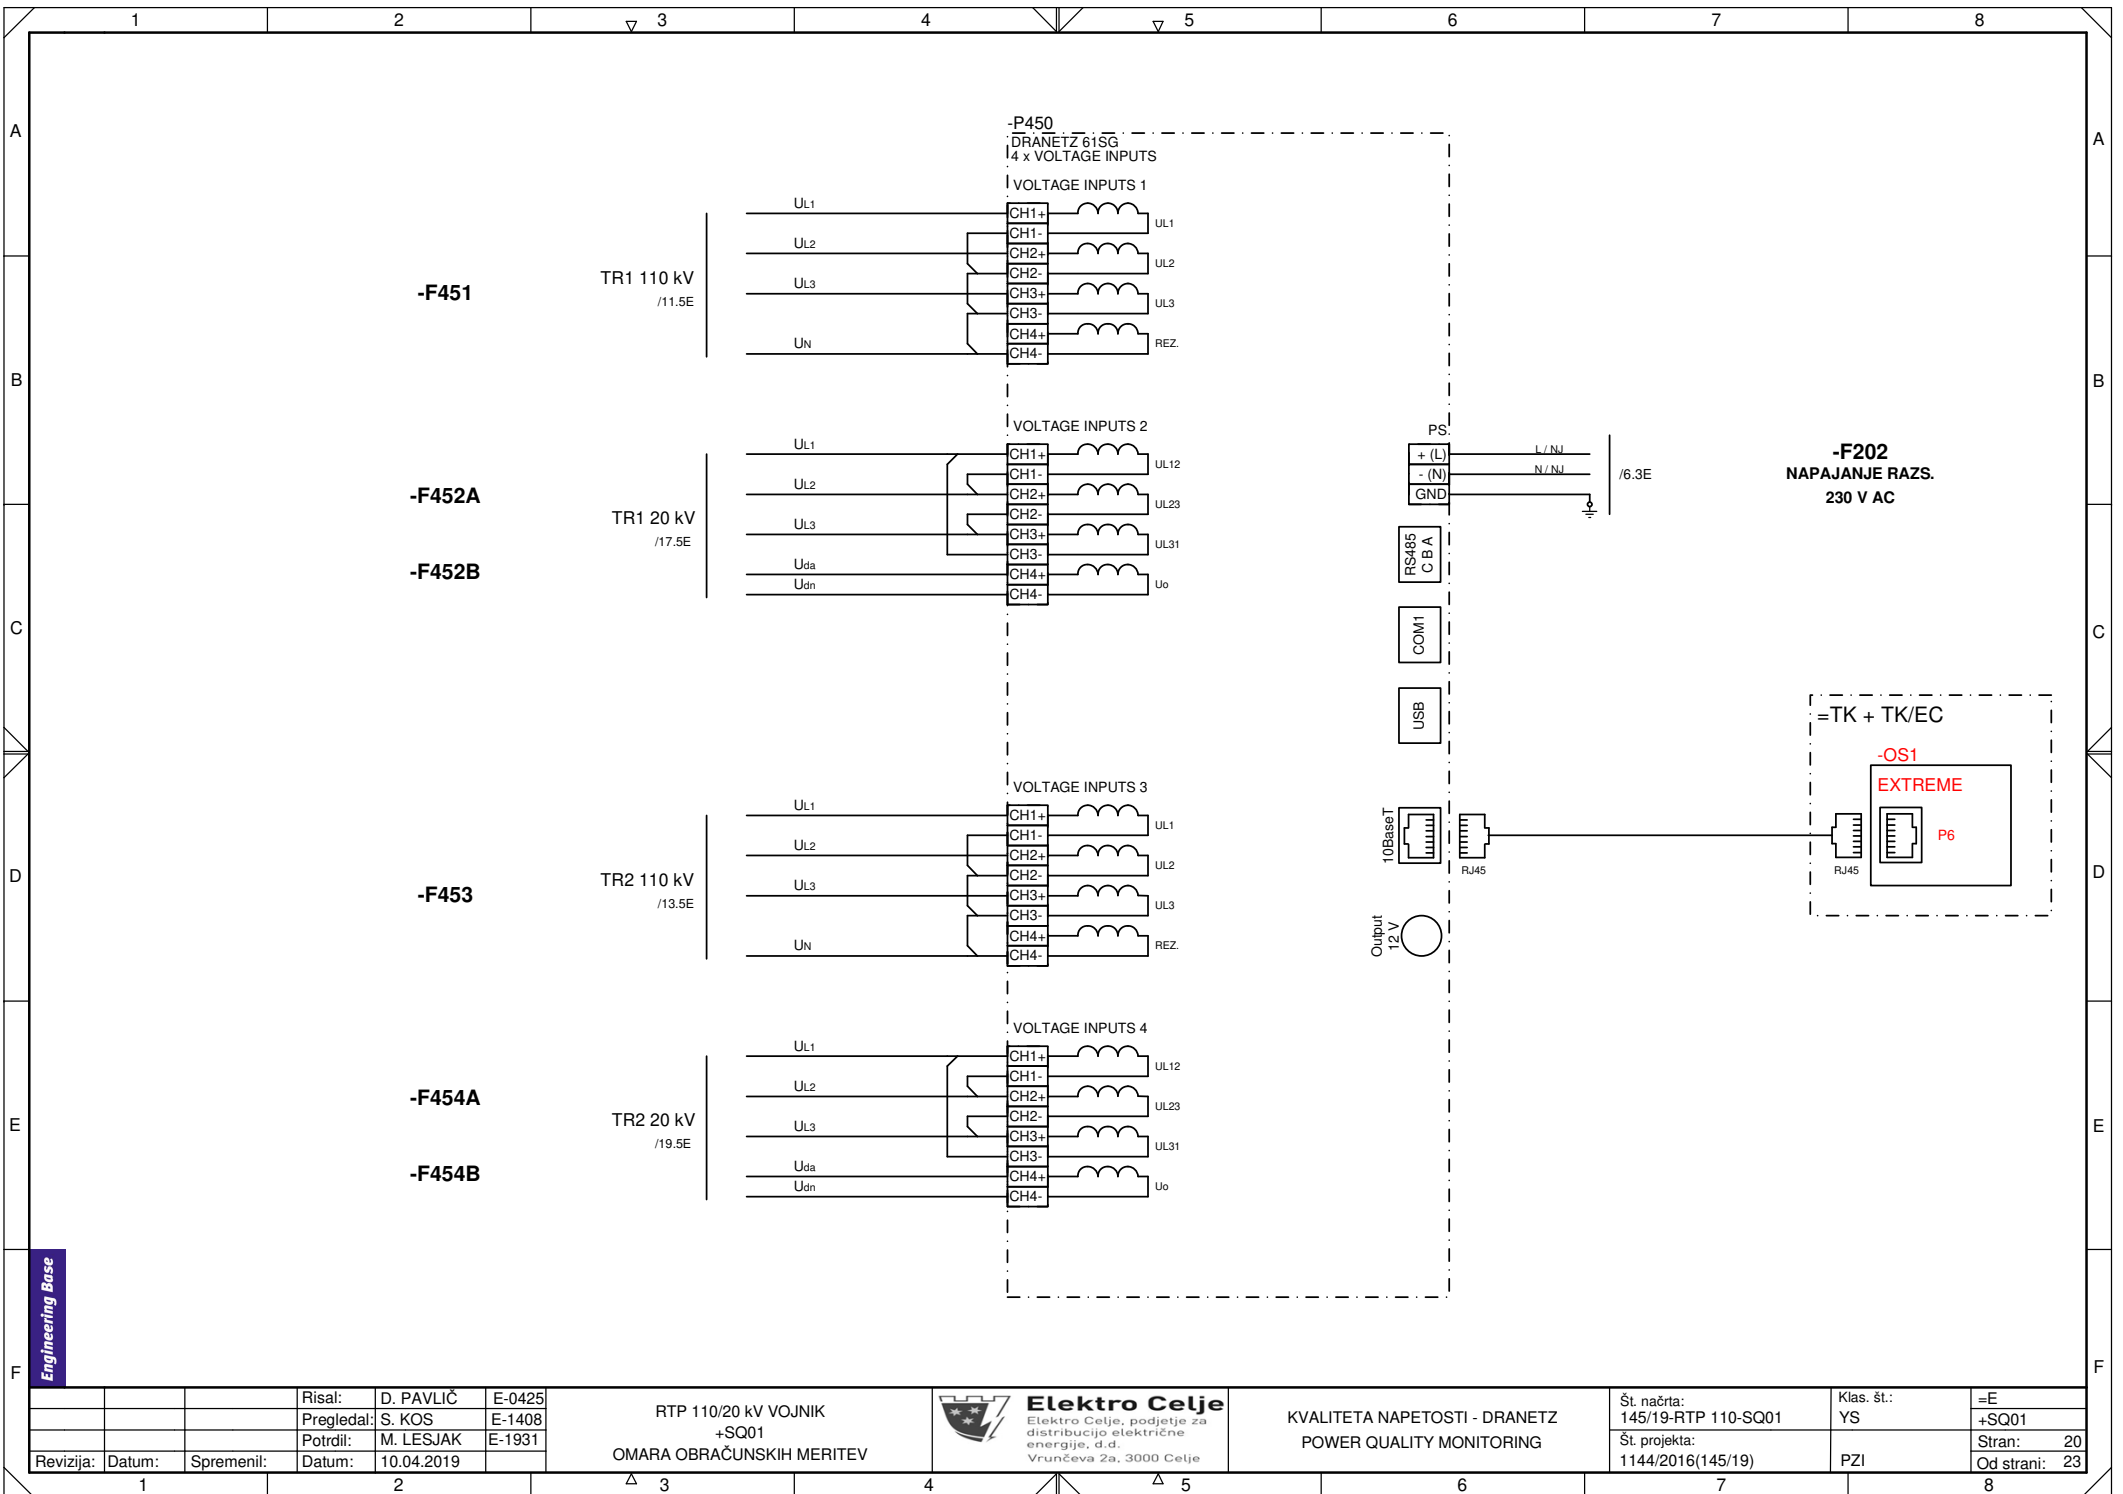 1 2 3 4 5 6 7 8
A
B
C
D
E
F
-P450
DRANETZ 61SG
4 x VOLTAGE INPUTS
VOLTAGE INPUTS 1
-F451
TR1 110 kV
/11.5E
UL1
UL2
UL3
UN
CH1+
CH1-
CH2+
CH2-
CH3+
CH3-
CH4+
CH4-
UL1
UL2
UL3
REZ.
VOLTAGE INPUTS 2
-F452A
-F452B
TR1 20 kV
/17.5E
UL1
UL2
UL3
Uda
Udn
CH1+
CH1-
CH2+
CH2-
CH3+
CH3-
CH4+
CH4-
UL12
UL23
UL31
Uo
PS
+ (L)
- (N)
GND
L / NJ
N / NJ
/6.3E
-F202
NAPAJANJE RAZS.
230 V AC
RS485
C B A
COM1
USB
VOLTAGE INPUTS 3
-F453
TR2 110 kV
/13.5E
UL1
UL2
UL3
UN
CH1+
CH1-
CH2+
CH2-
CH3+
CH3-
CH4+
CH4-
UL1
UL2
UL3
REZ.
10BaseT
RJ45
=TK + TK/EC
-OS1
EXTREME
P6
RJ45
Output
12 V
VOLTAGE INPUTS 4
-F454A
-F454B
TR2 20 kV
/19.5E
UL1
UL2
UL3
Uda
Udn
CH1+
CH1-
CH2+
CH2-
CH3+
CH3-
CH4+
CH4-
UL12
UL23
UL31
Uo
A
B
C
D
E
F
Engineering Base
Risal: D. PAVLIČ E-0425
Pregledal: S. KOS E-1408
Potrdil: M. LESJAK E-1931
Revizija: Datum: Spremenil: Datum: 10.04.2019
RTP 110/20 kV VOJNIK
+SQ01
OMARA OBRAČUNSKIH MERITEV
Elektro Celje
Elektro Celje, podjetje za
distribucijo električne
energije, d.d.
Vrunčeva 2a, 3000 Celje
KVALITETA NAPETOSTI - DRANETZ
POWER QUALITY MONITORING
Št. načrta:
145/19-RTP 110-SQ01
Št. projekta:
1144/2016(145/19)
Klas. št.:
YS
PZI
=E
+SQ01
Stran: 20
Od strani: 23
1 2 3 4 5 6 7 8